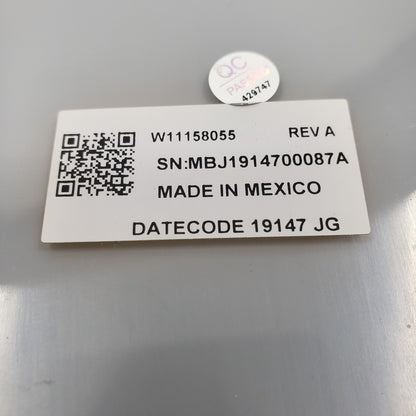 QC
PASSED
429747
W11158055 REV A
SN:MBJ1914700087A
MADE IN MEXICO
DATECODE 19147 JG